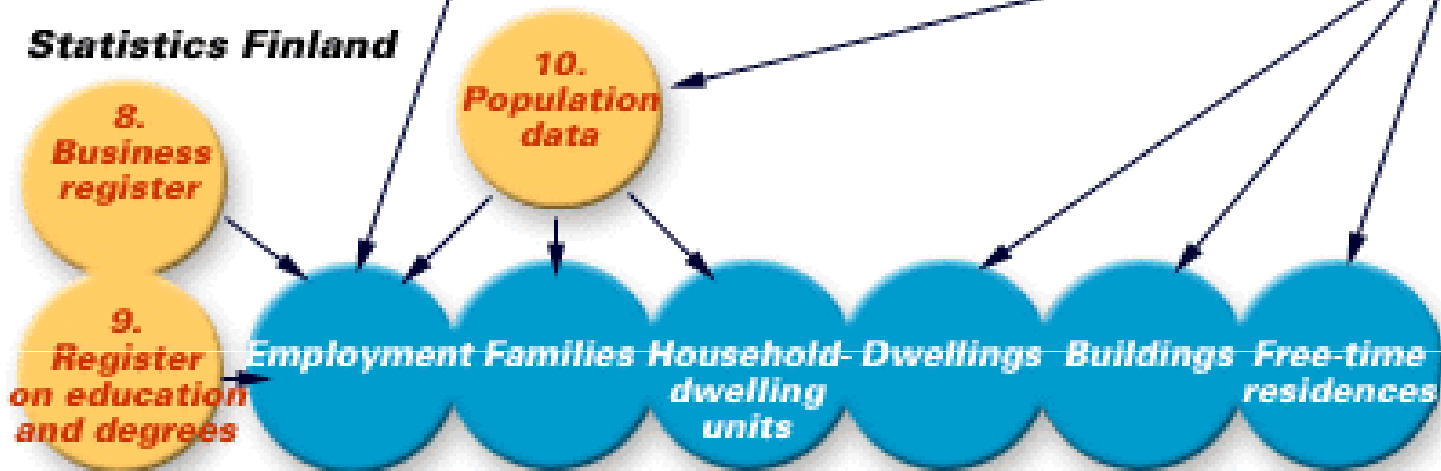 Statistics Finland
10.
Population
data
8.
Business
register
9.
Register
on education
and degrees
Employment
Families
Household-
dwelling
units
Dwellings
Buildings
Free-time
residences